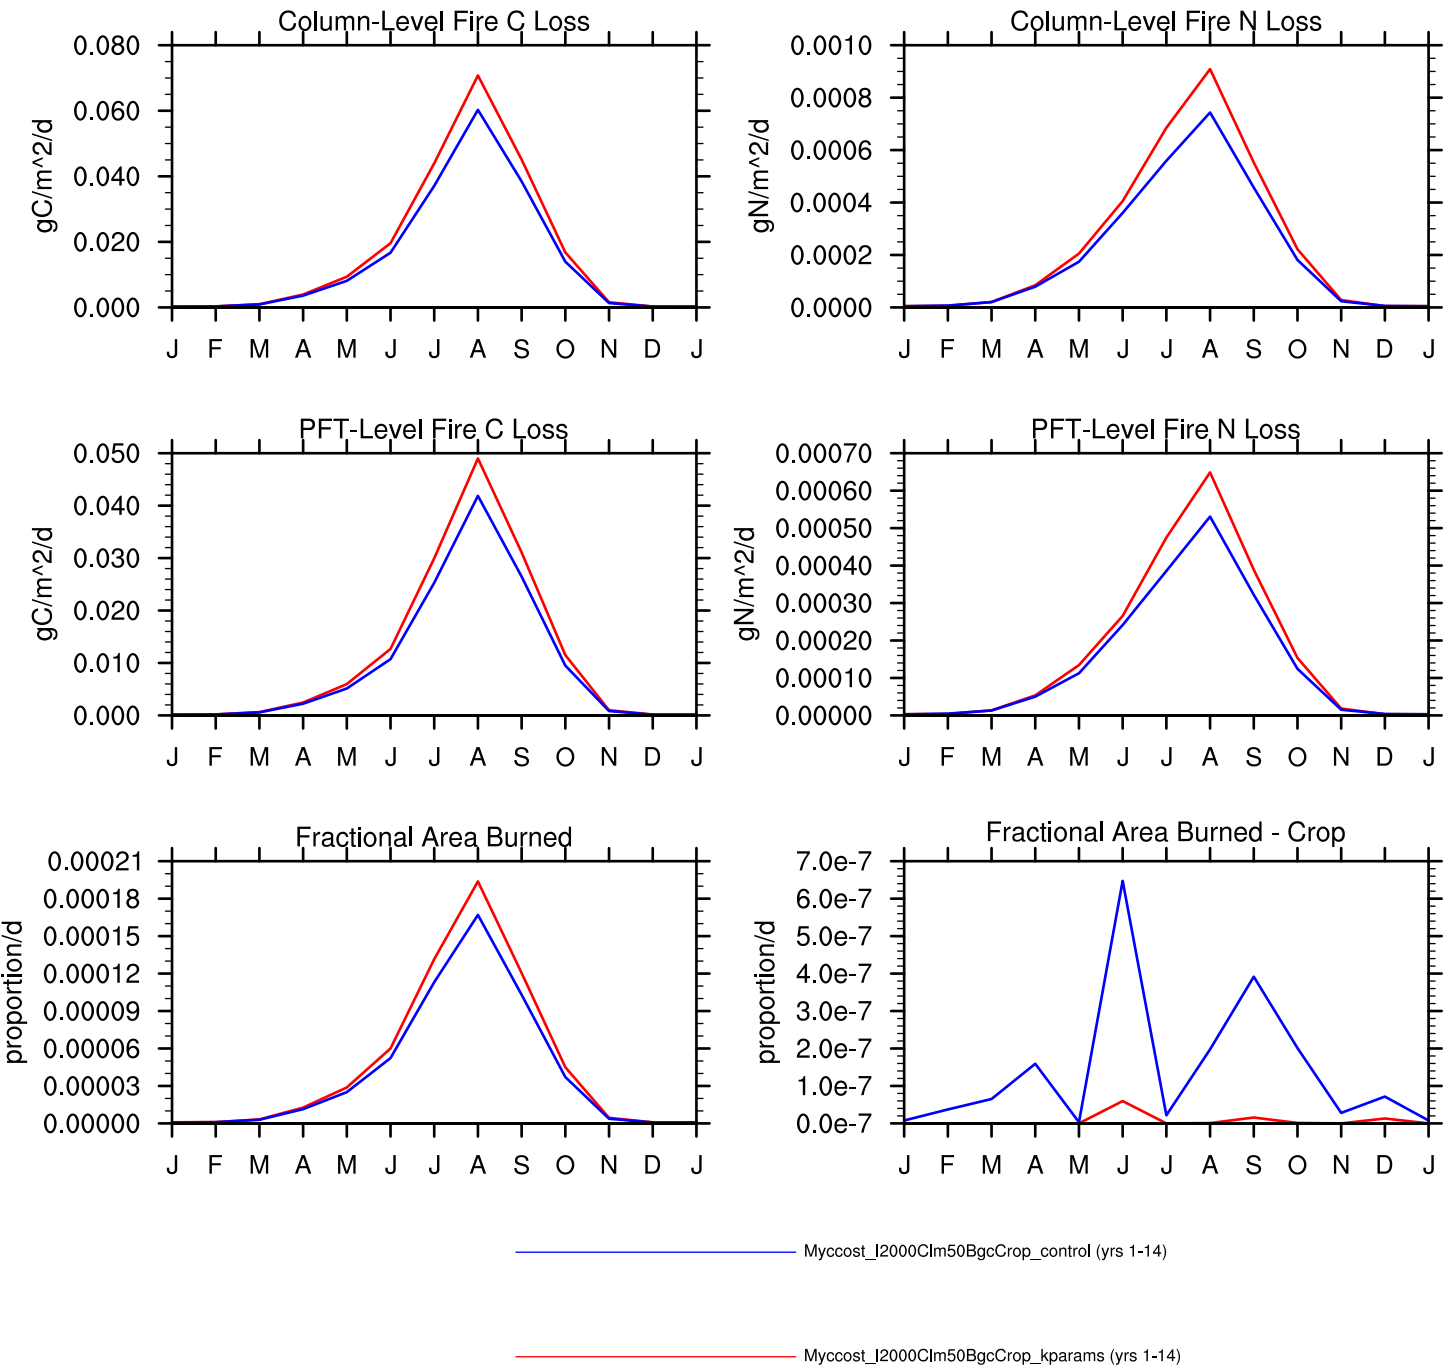 Column-Level Fire C Loss
gC/m^2/d
0.080
0.060
0.040
0.020
0.000
J F M A M J J A S O N D J
Column-Level Fire N Loss
gN/m^2/d
0.0010
0.0008
0.0006
0.0004
0.0002
0.0000
J F M A M J J A S O N D J
PFT-Level Fire C Loss
gC/m^2/d
0.050
0.040
0.030
0.020
0.010
0.000
J F M A M J J A S O N D J
PFT-Level Fire N Loss
gN/m^2/d
0.00070
0.00060
0.00050
0.00040
0.00030
0.00020
0.00010
0.00000
J F M A M J J A S O N D J
Fractional Area Burned
proportion/d
0.00021
0.00018
0.00015
0.00012
0.00009
0.00006
0.00003
0.00000
J F M A M J J A S O N D J
Fractional Area Burned - Crop
proportion/d
7.0e-7
6.0e-7
5.0e-7
4.0e-7
3.0e-7
2.0e-7
1.0e-7
0.0e-7
J F M A M J J A S O N D J
Myccost_I2000Clm50BgcCrop_control (yrs 1-14)
Myccost_I2000Clm50BgcCrop_kparams (yrs 1-14)